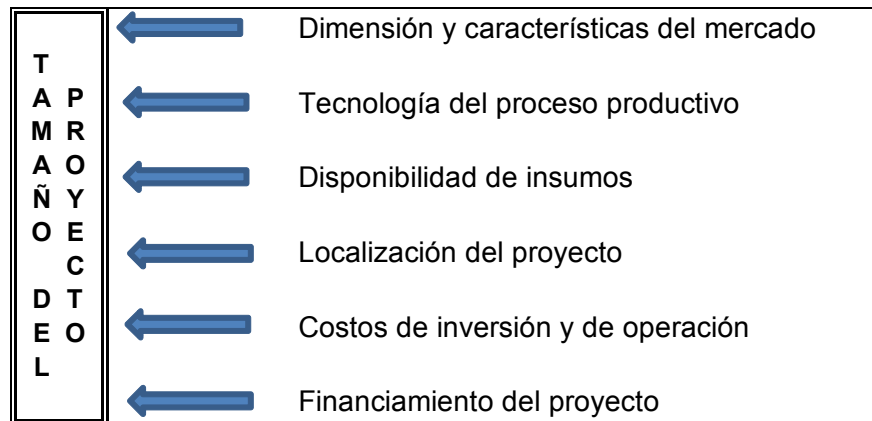 TAMAÑO DEL
PROYECTO
Dimensión y características del mercado
Tecnología del proceso productivo
Disponibilidad de insumos
Localización del proyecto
Costos de inversión y de operación
Financiamiento del proyecto